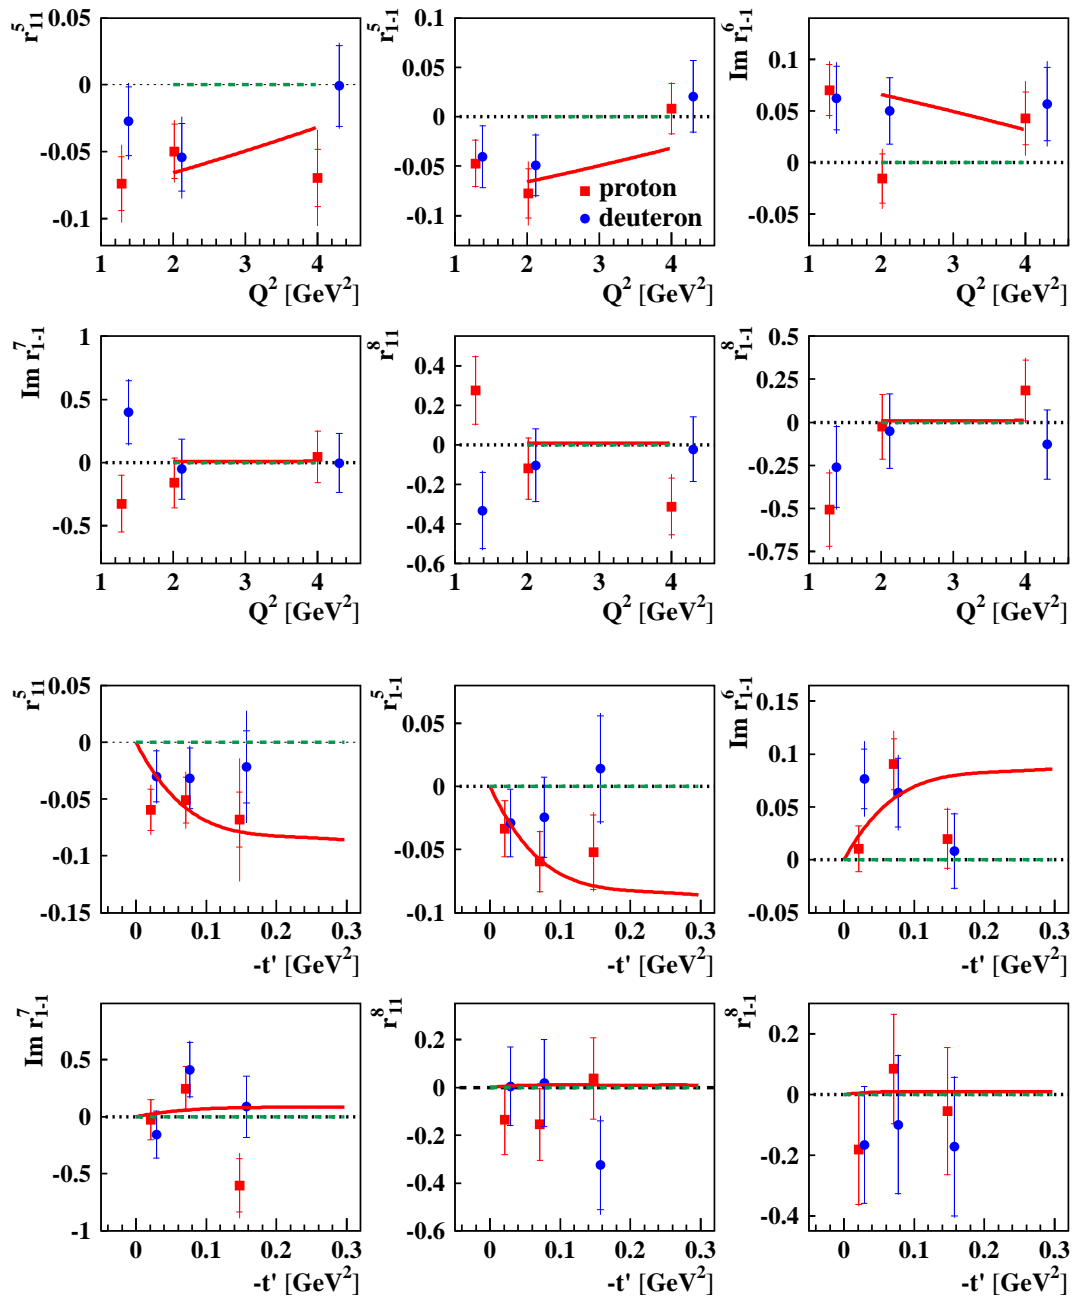 r⁵₁₁
0.05
0
-0.05
-0.1
1 2 3 4
Q² [GeV²]
r⁵₁₋₁
0.1
0.05
0
-0.05
-0.1
proton
deuteron
1 2 3 4
Q² [GeV²]
Im r⁶₁₋₁
0.1
0.05
0
-0.05
1 2 3 4
Q² [GeV²]
Im r⁷₁₋₁
1
0.5
0
-0.5
1 2 3 4
Q² [GeV²]
r⁸₁₁
0.4
0.2
0
-0.2
-0.4
-0.6
1 2 3 4
Q² [GeV²]
r⁸₁₋₁
0.5
0.25
0
-0.25
-0.5
-0.75
1 2 3 4
Q² [GeV²]
r⁵₁₁
0.05
0
-0.05
-0.1
-0.15
0 0.1 0.2 0.3
-t' [GeV²]
r⁵₁₋₁
0.05
0
-0.05
-0.1
0 0.1 0.2 0.3
-t' [GeV²]
Im r⁶₁₋₁
0.15
0.1
0.05
0
-0.05
0 0.1 0.2 0.3
-t' [GeV²]
Im r⁷₁₋₁
0.5
0
-0.5
-1
0 0.1 0.2 0.3
-t' [GeV²]
r⁸₁₁
0.2
0
-0.2
-0.4
-0.6
0 0.1 0.2 0.3
-t' [GeV²]
r⁸₁₋₁
0.2
0
-0.2
-0.4
0 0.1 0.2 0.3
-t' [GeV²]